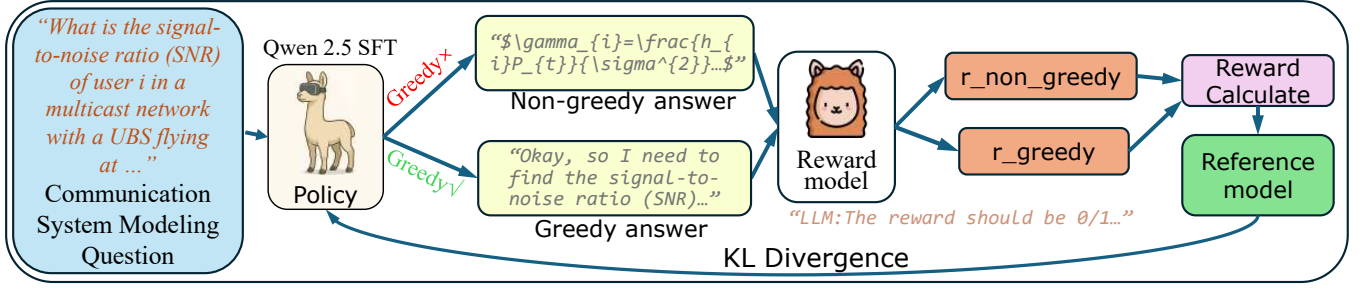 “What is the signal-
to-noise ratio (SNR)
of user i in a
multicast network
with a UBS flying
at …”
Communication
System Modeling
Question
Qwen 2.5 SFT
Policy
Greedy×
Greedy√
“$\gamma_{i}=\frac{h_{
i}P_{t}}{\sigma^{2}}…$”
Non-greedy answer
“Okay, so I need to
find the signal-to-
noise ratio (SNR)…”
Greedy answer
Reward
model
r_non_greedy
r_greedy
“LLM:The reward should be 0/1…”
Reward
Calculate
Reference
model
KL Divergence